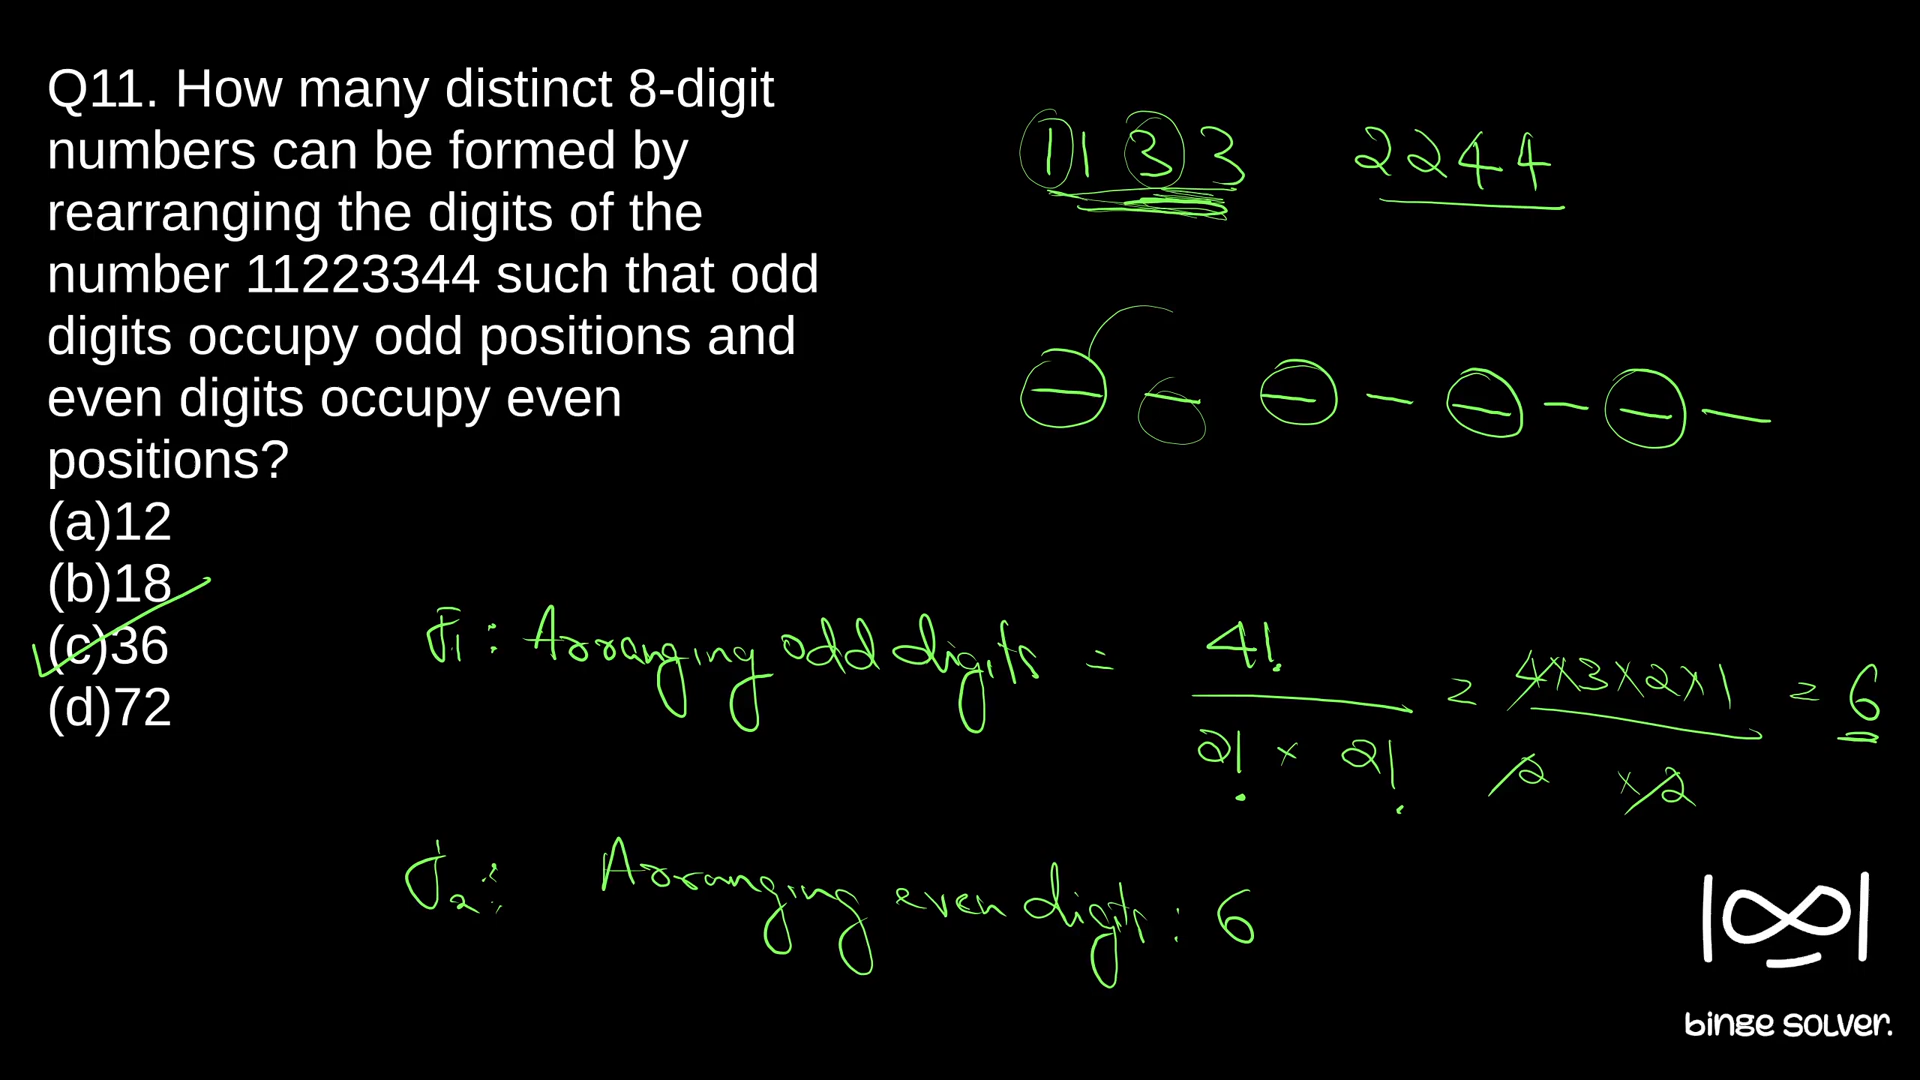 Q11. How many distinct 8-digit
numbers can be formed by
rearranging the digits of the
number 11223344 such that odd
digits occupy odd positions and
even digits occupy even
positions?
(a)12
(b)18
(c)36
(d)72
1133 2244
J1: Arranging odd digits = 4! / 2! × 2! = 4×3×2×1 / 2 ×2 = 6
J2: Arranging even digits: 6
binge solver.